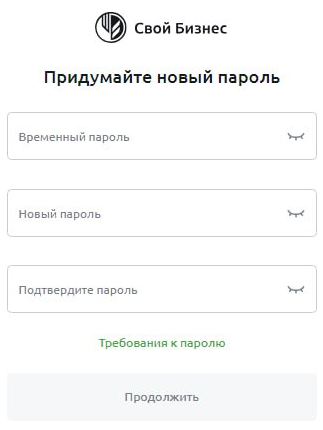 Свой Бизнес
Придумайте новый пароль
Временный пароль
Новый пароль
Подтвердите пароль
Требования к паролю
Продолжить